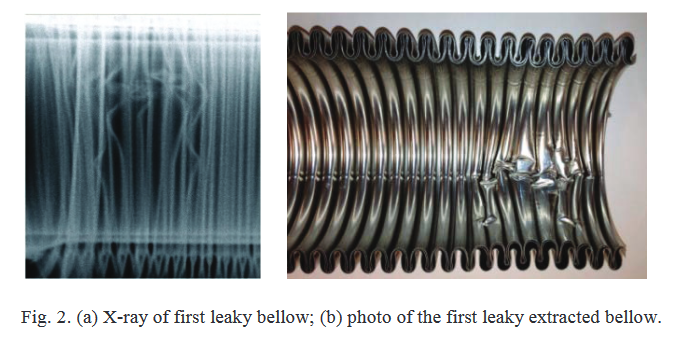 Fig. 2. (a) X-ray of first leaky bellow; (b) photo of the first leaky extracted bellow.